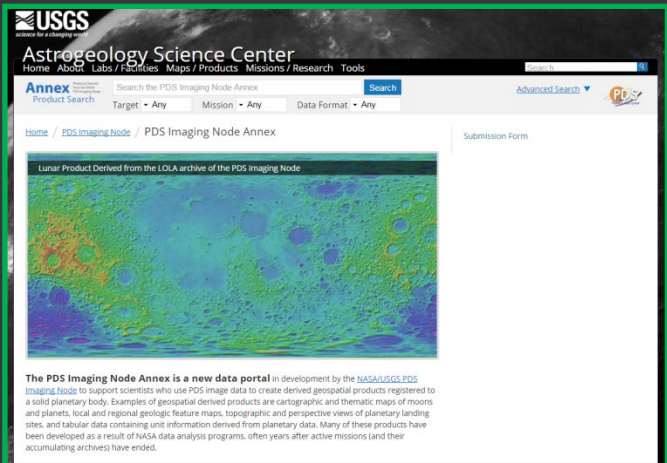 USGS
science for a changing world
Astrogeology Science Center
Home About Labs / Facilities Maps / Products Missions / Research Tools
Search
Annex
Product Search
Search the PDS Imaging Node Annex
Search
Advanced Search ▼
PDS
Target ▾ Any Mission ▾ Any Data Format ▾ Any
Home / PDS Imaging Node / PDS Imaging Node Annex
Submission Form
Lunar Product Derived from the LOLA archive of the PDS Imaging Node
The PDS Imaging Node Annex is a new data portal in development by the NASA/USGS PDS
Imaging Node to support scientists who use PDS image data to create derived geospatial products registered to
a solid planetary body. Examples of geospatial derived products are cartographic and thematic maps of moons
and planets, local and regional geologic feature maps, topographic and perspective views of planetary landing
sites, and tabular data containing unit information derived from planetary data. Many of these products have
been developed as a result of NASA data analysis programs, often years after active missions (and their
accumulating archives) have ended.